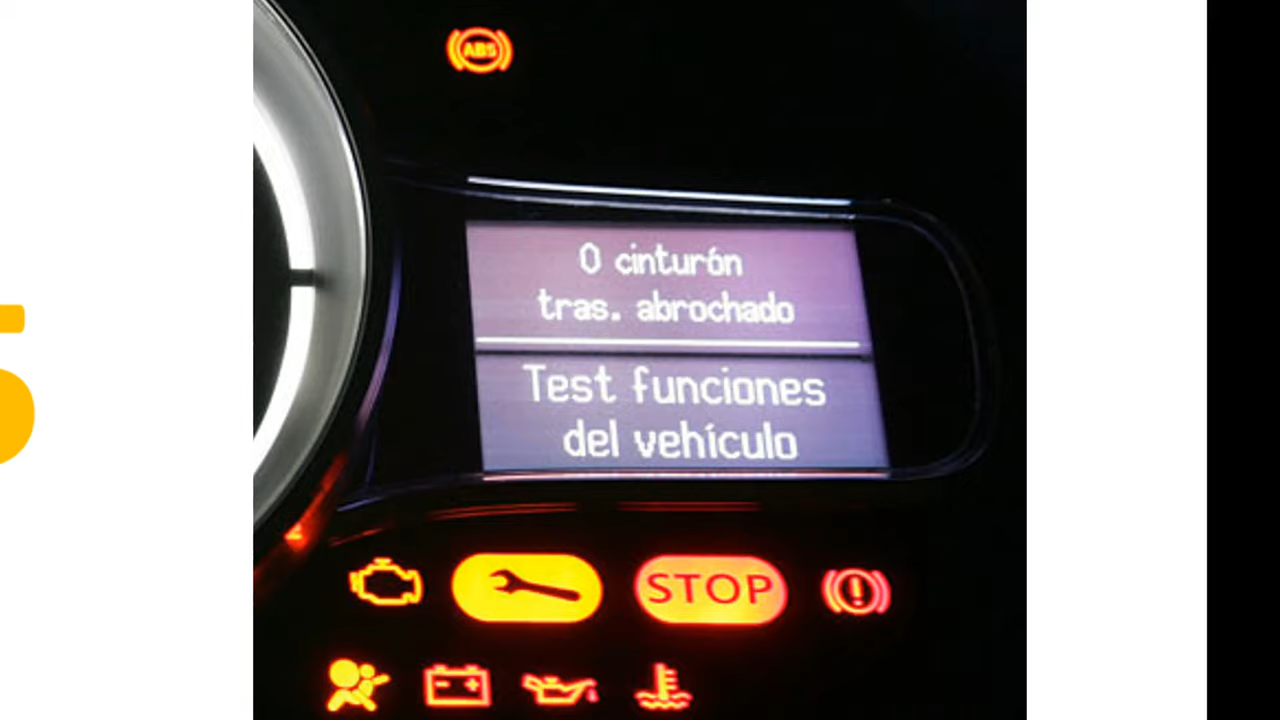 ABS
0 cinturón
tras. abrochado
Test funciones
del vehículo
STOP